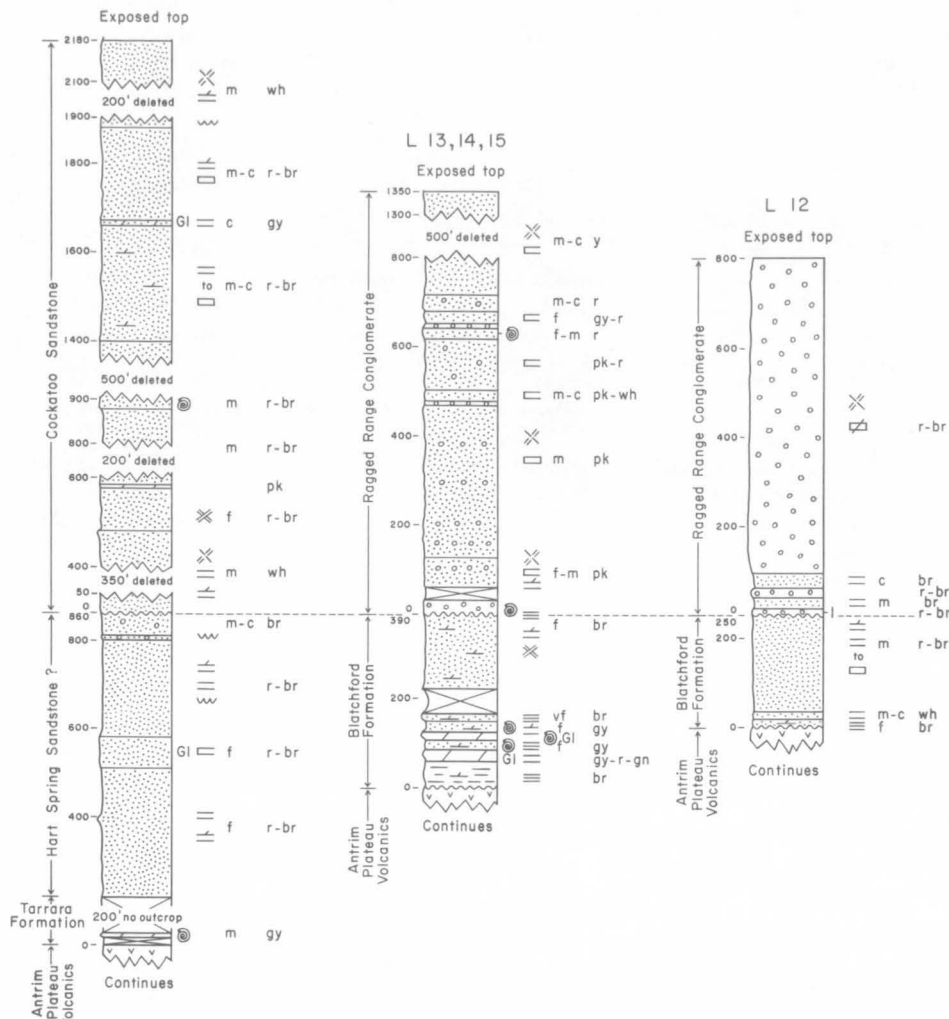 Exposed top
2180
2100
200' deleted
1900
1800
1600
1400
500' deleted
900
800
200' deleted
600
400
350' deleted
50
0
860
800
600
400
200' no outcrop
0
Continues
Cockatoo Sandstone
Hart Spring Sandstone ?
Tarrara Formation
Antrim Plateau Volcanics
m wh
m-c r-br
Gl c gy
to m-c r-br
m r-br
m r-br
pk
f r-br
m wh
m-c br
r-br
Gl f r-br
f r-br
m gy
L 13,14,15
Exposed top
1350
1300
500' deleted
800
600
400
200
0
390
200
0
Continues
Ragged Range Conglomerate
Blatchford Formation
Antrim Plateau Volcanics
m-c y
m-c r
f gy-r
f-m r
pk-r
m-c pk-wh
m pk
f-m pk
f br
vf br
f gy
Gl
f gy
Gl gy-r-gn
br
L 12
Exposed top
800
600
400
200
0
250
200
0
Continues
Ragged Range Conglomerate
Blatchford Formation
Antrim Plateau Volcanics
r-br
c br
r-br
m br
r-br
m r-br
to
m-c wh
f br